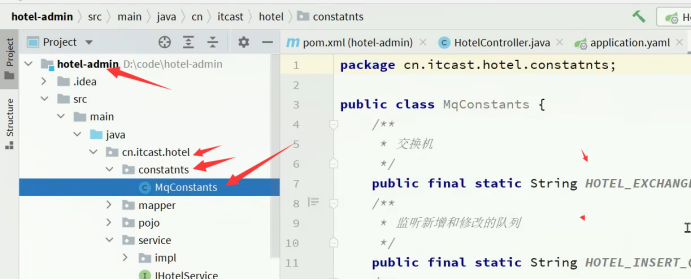 hotel-admin > src > main > java > cn > itcast > hotel > constatnts
Project
pom.xml (hotel-admin) × HotelController.java × application.yaml ×
Project
Structure
hotel-admin D:\code\hotel-admin
.idea
src
main
java
cn.itcast.hotel
constatnts
MqConstants
mapper
pojo
service
impl
IHotelService
1 package cn.itcast.hotel.constatnts;
2
3 public class MqConstants {
4 /**
5 * 交换机
6 */
7 public final static String HOTEL_EXCHANGE
8 /**
9 * 监听新增和修改的队列
10 */
11 public final static String HOTEL_INSERT_